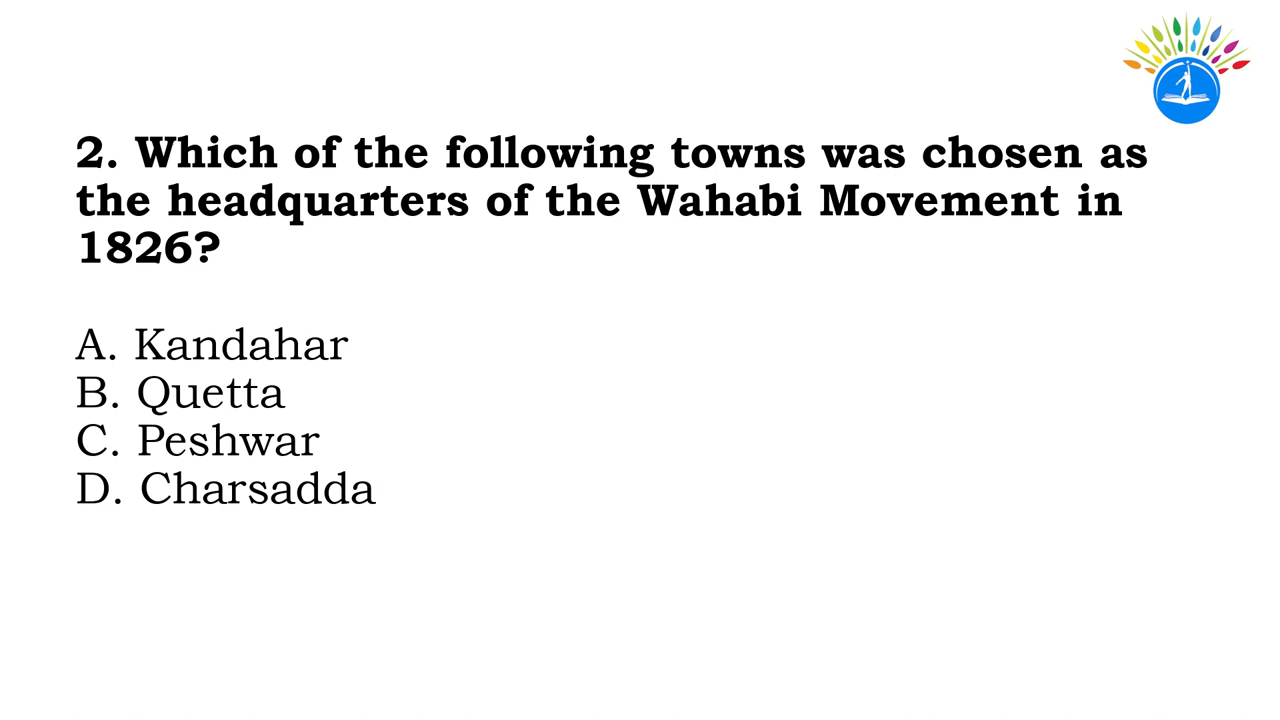 2. Which of the following towns was chosen as
the headquarters of the Wahabi Movement in
1826?
A. Kandahar
B. Quetta
C. Peshwar
D. Charsadda